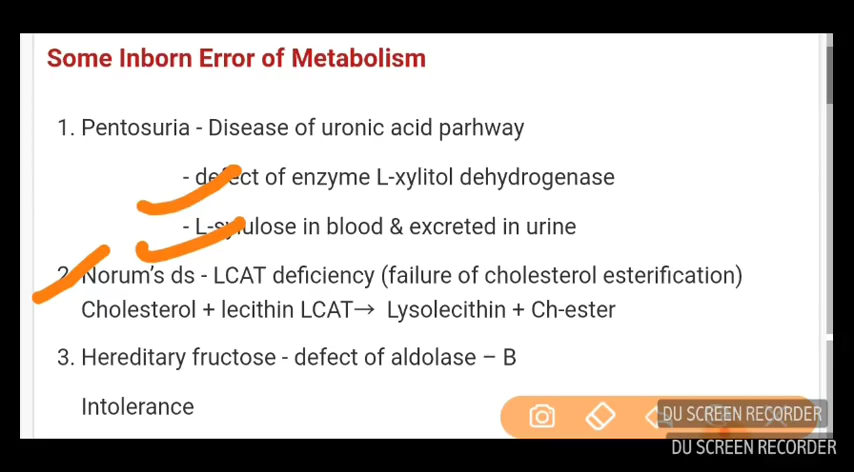 Some Inborn Error of Metabolism
1. Pentosuria - Disease of uronic acid parhway
- defect of enzyme L-xylitol dehydrogenase
- in blood & excreted in urine
2. Norum's ds - LCAT deficiency (failure of cholesterol esterification)
Cholesterol + lecithin LCAT→ Lysolecithin + Ch-ester
3. Hereditary fructose - defect of aldolase – B
Intolerance
DU SCREEN RECORDER
DU SCREEN RECORDER